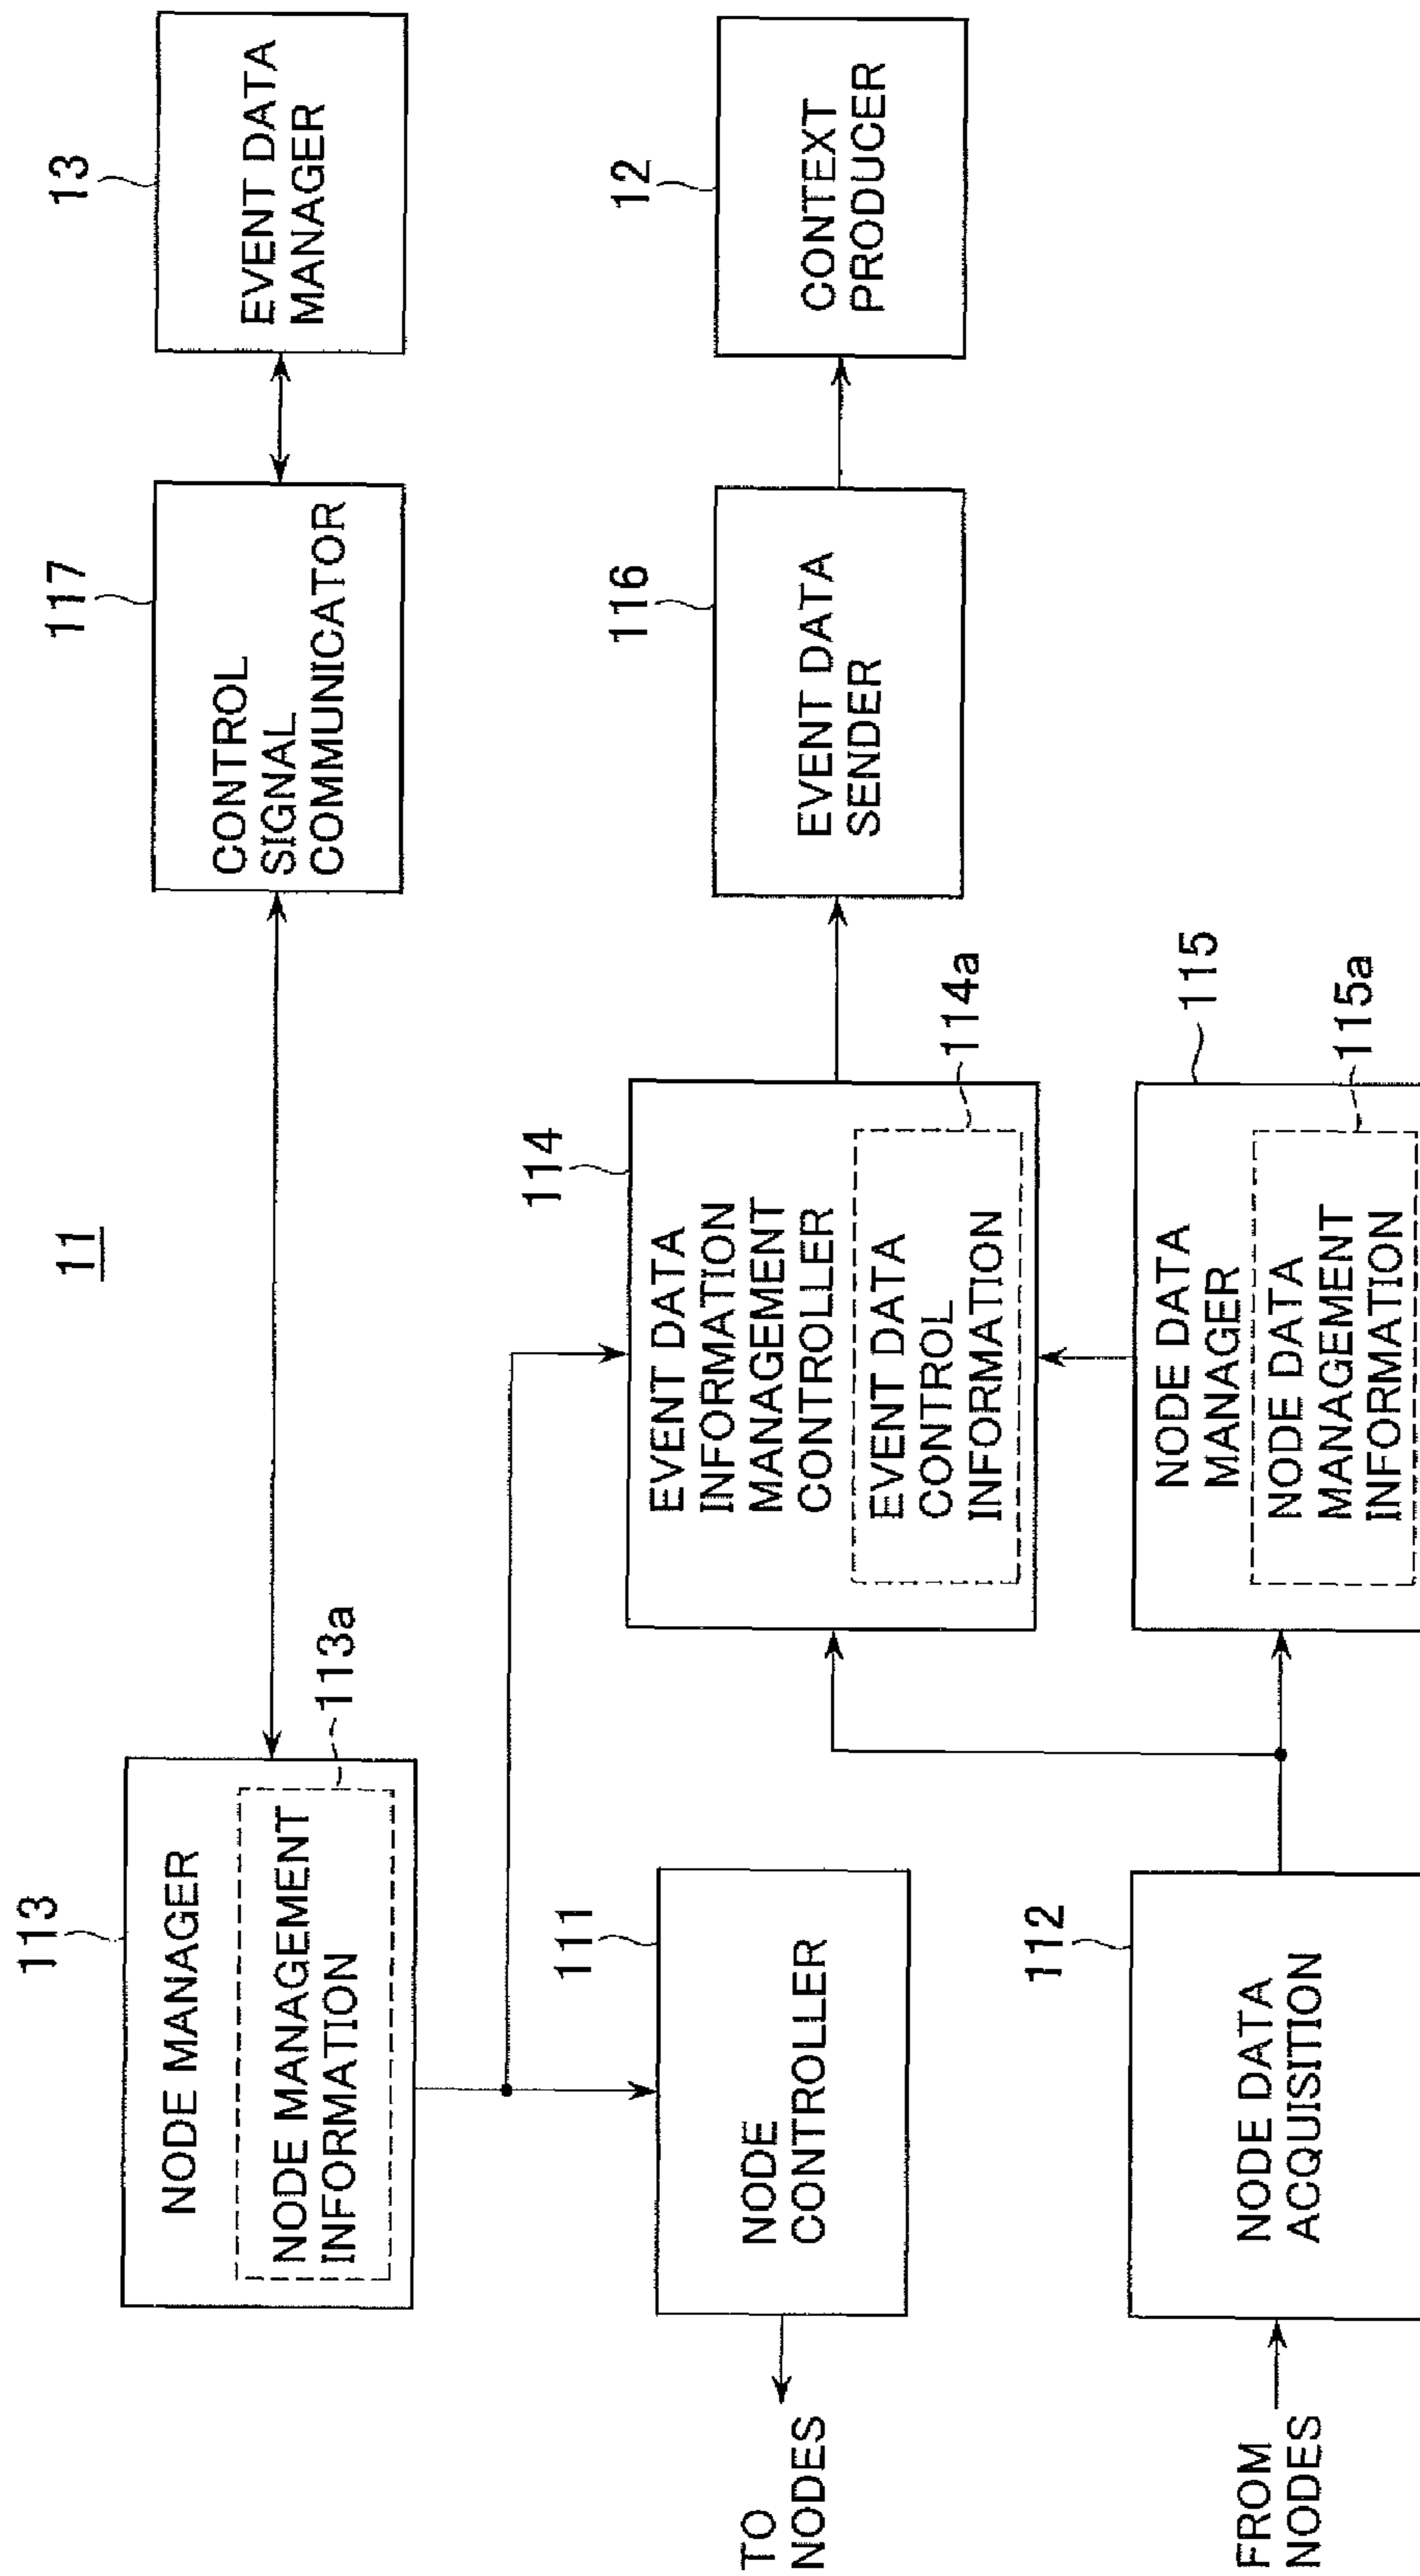 11
113
NODE MANAGER
NODE MANAGEMENT
INFORMATION
113a
117
CONTROL
SIGNAL
COMMUNICATOR
13
EVENT DATA
MANAGER
111
NODE
CONTROLLER
TO
NODES
114
EVENT DATA
INFORMATION
MANAGEMENT
CONTROLLER
EVENT DATA
CONTROL
INFORMATION
114a
116
EVENT DATA
SENDER
12
CONTEXT
PRODUCER
FROM
NODES
112
NODE DATA
ACQUISITION
115
NODE DATA
MANAGER
NODE DATA
MANAGEMENT
INFORMATION
115a